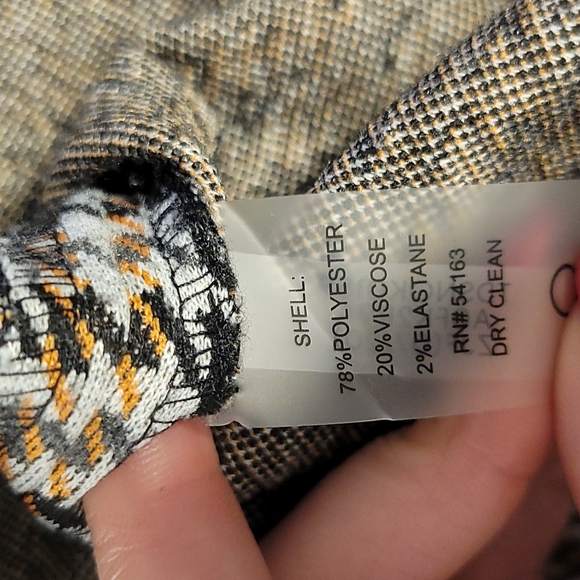 SHELL:
78%POLYESTER
20%VISCOSE
2%ELASTANE
RN# 54163
DRY CLEAN